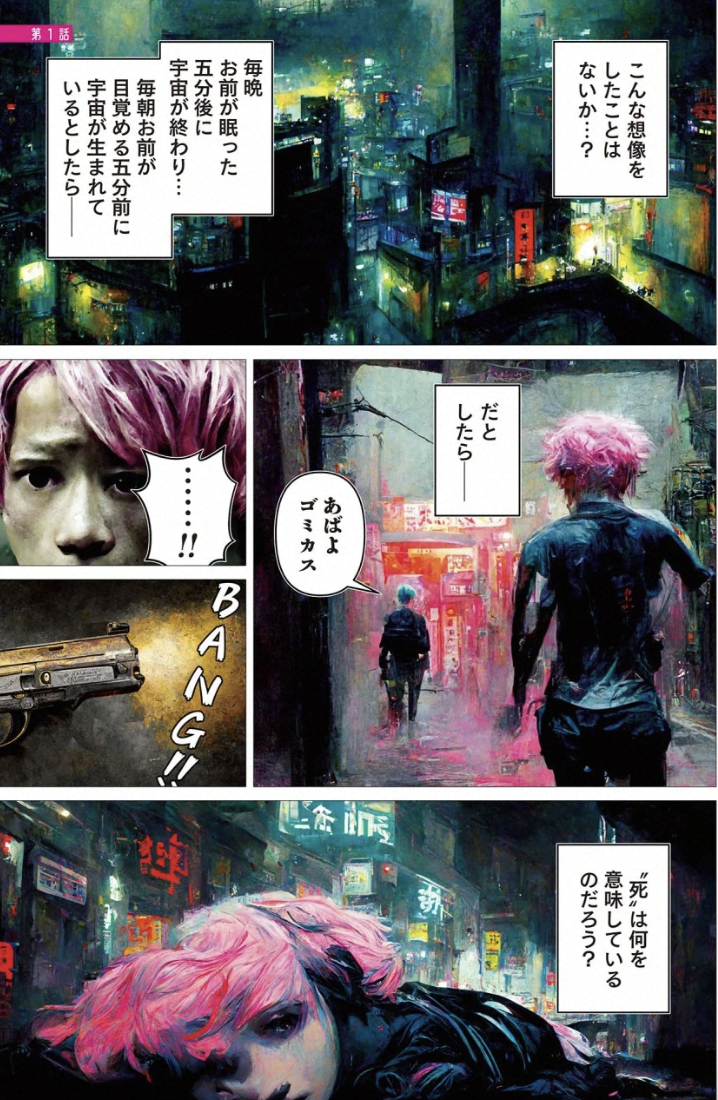 第1話
こんな想像を
したことは
ないか…?
毎晩
お前が眠った
五分後に
宇宙が終わり…
毎朝お前が
目覚める五分前に
宇宙が生まれて
いるとしたら──
だと
したら──
あばよ
ゴミカス
……!!
BANG!!
〝死〟は何を
意味している
のだろう?